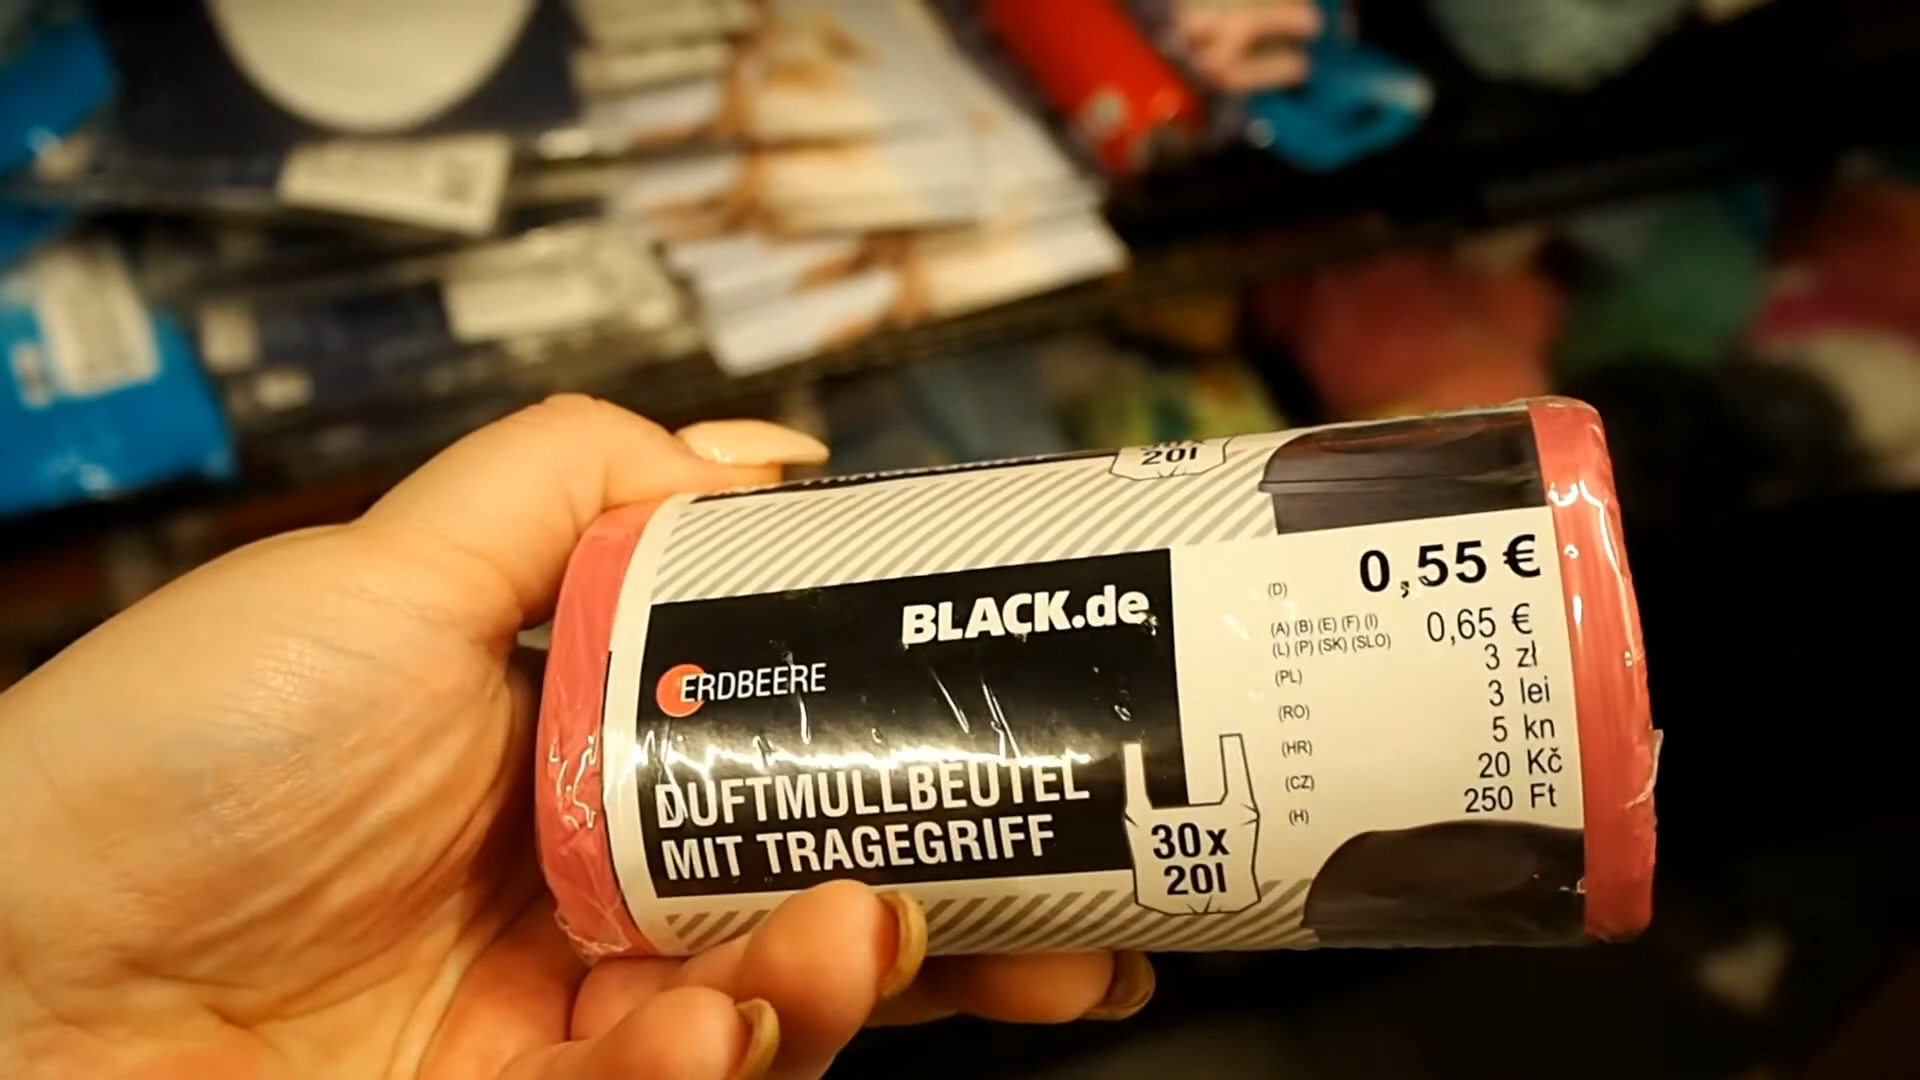 20l
BLACK.de
ERDBEERE
DUFTMÜLLBEUTEL
MIT TRAGEGRIFF
30x
20l
(D) 0,55 €
(A) (B) (E) (F) (I)
(L) (P) (SK) (SLO) 0,65 €
(PL) 3 zł
(RO) 3 lei
(HR) 5 kn
(CZ) 20 Kč
(H) 250 Ft